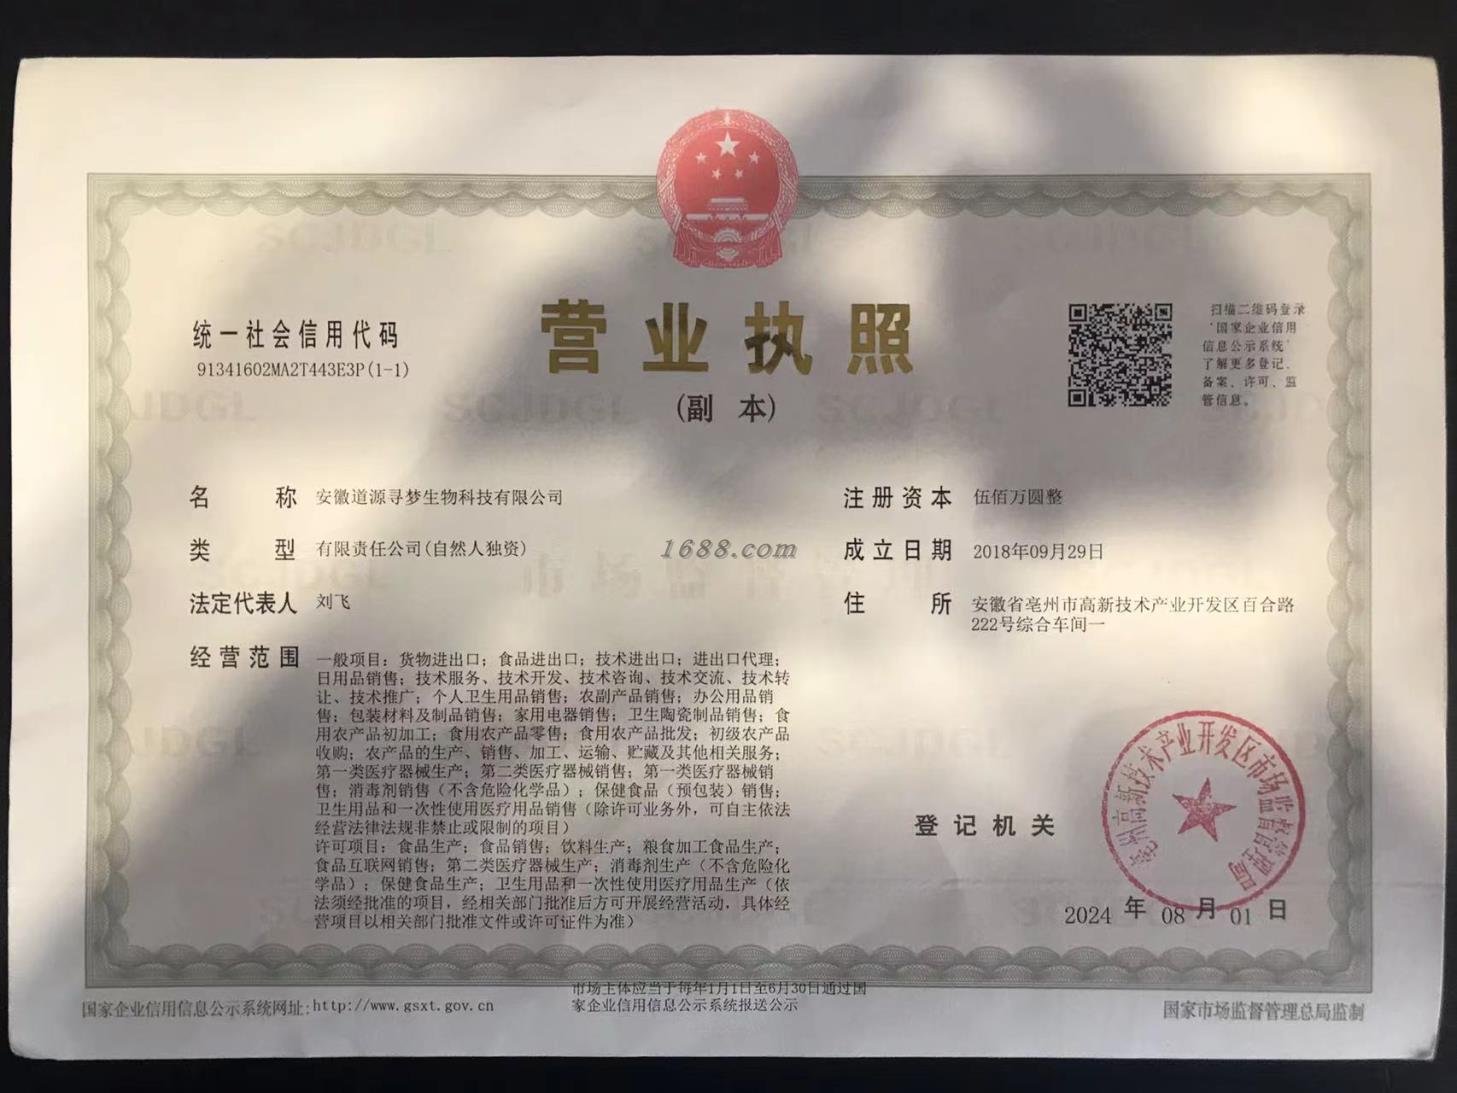 统一社会信用代码
91341602MA2T443E3P(1-1)
营业执照
(副 本)
扫描二维码登录
‘国家企业信用
信息公示系统’
了解更多登记、
备案、许可、监
管信息。
名 称 安徽道源寻梦生物科技有限公司
类 型 有限责任公司(自然人独资)
法定代表人 刘飞
经营范围 一般项目：货物进出口；食品进出口；技术进出口；进出口代理；
日用品销售；技术服务、技术开发、技术咨询、技术交流、技术转
让、技术推广；个人卫生用品销售；农副产品销售；办公用品销
售；包装材料及制品销售；家用电器销售；卫生陶瓷制品销售；食
用农产品初加工；食用农产品零售；食用农产品批发；初级农产品
收购；农产品的生产、销售、加工、运输、贮藏及其他相关服务；
第一类医疗器械生产；第二类医疗器械销售；第一类医疗器械销
售；消毒剂销售（不含危险化学品）；保健食品（预包装）销售；
卫生用品和一次性使用医疗用品销售（除许可业务外，可自主依法
经营法律法规非禁止或限制的项目）
许可项目：食品生产；食品销售；饮料生产；粮食加工食品生产；
食品互联网销售；第二类医疗器械生产；消毒剂生产（不含危险化
学品）；保健食品生产；卫生用品和一次性使用医疗用品生产（依
法须经批准的项目，经相关部门批准后方可开展经营活动，具体经
营项目以相关部门批准文件或许可证件为准）
1688.com
注册资本 伍佰万圆整
成立日期 2018年09月29日
住 所 安徽省亳州市高新技术产业开发区百合路
222号综合车间一
登记机关
亳州高新技术产业开发区市场监督管理局
2024 年 08 月 01 日
国家企业信用信息公示系统网址:http://www.gsxt.gov.cn
市场主体应当于每年1月1日至6月30日通过国
家企业信用信息公示系统报送公示
国家市场监督管理总局监制